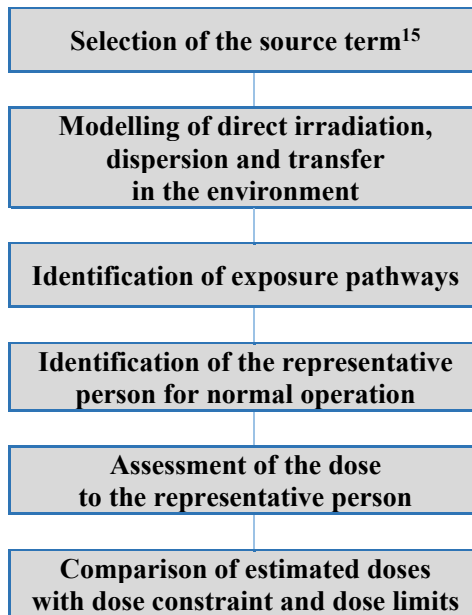 Selection of the source term15
Modelling of direct irradiation,
dispersion and transfer
in the environment
Identification of exposure pathways
Identification of the representative
person for normal operation
Assessment of the dose
to the representative person
Comparison of estimated doses
with dose constraint and dose limits